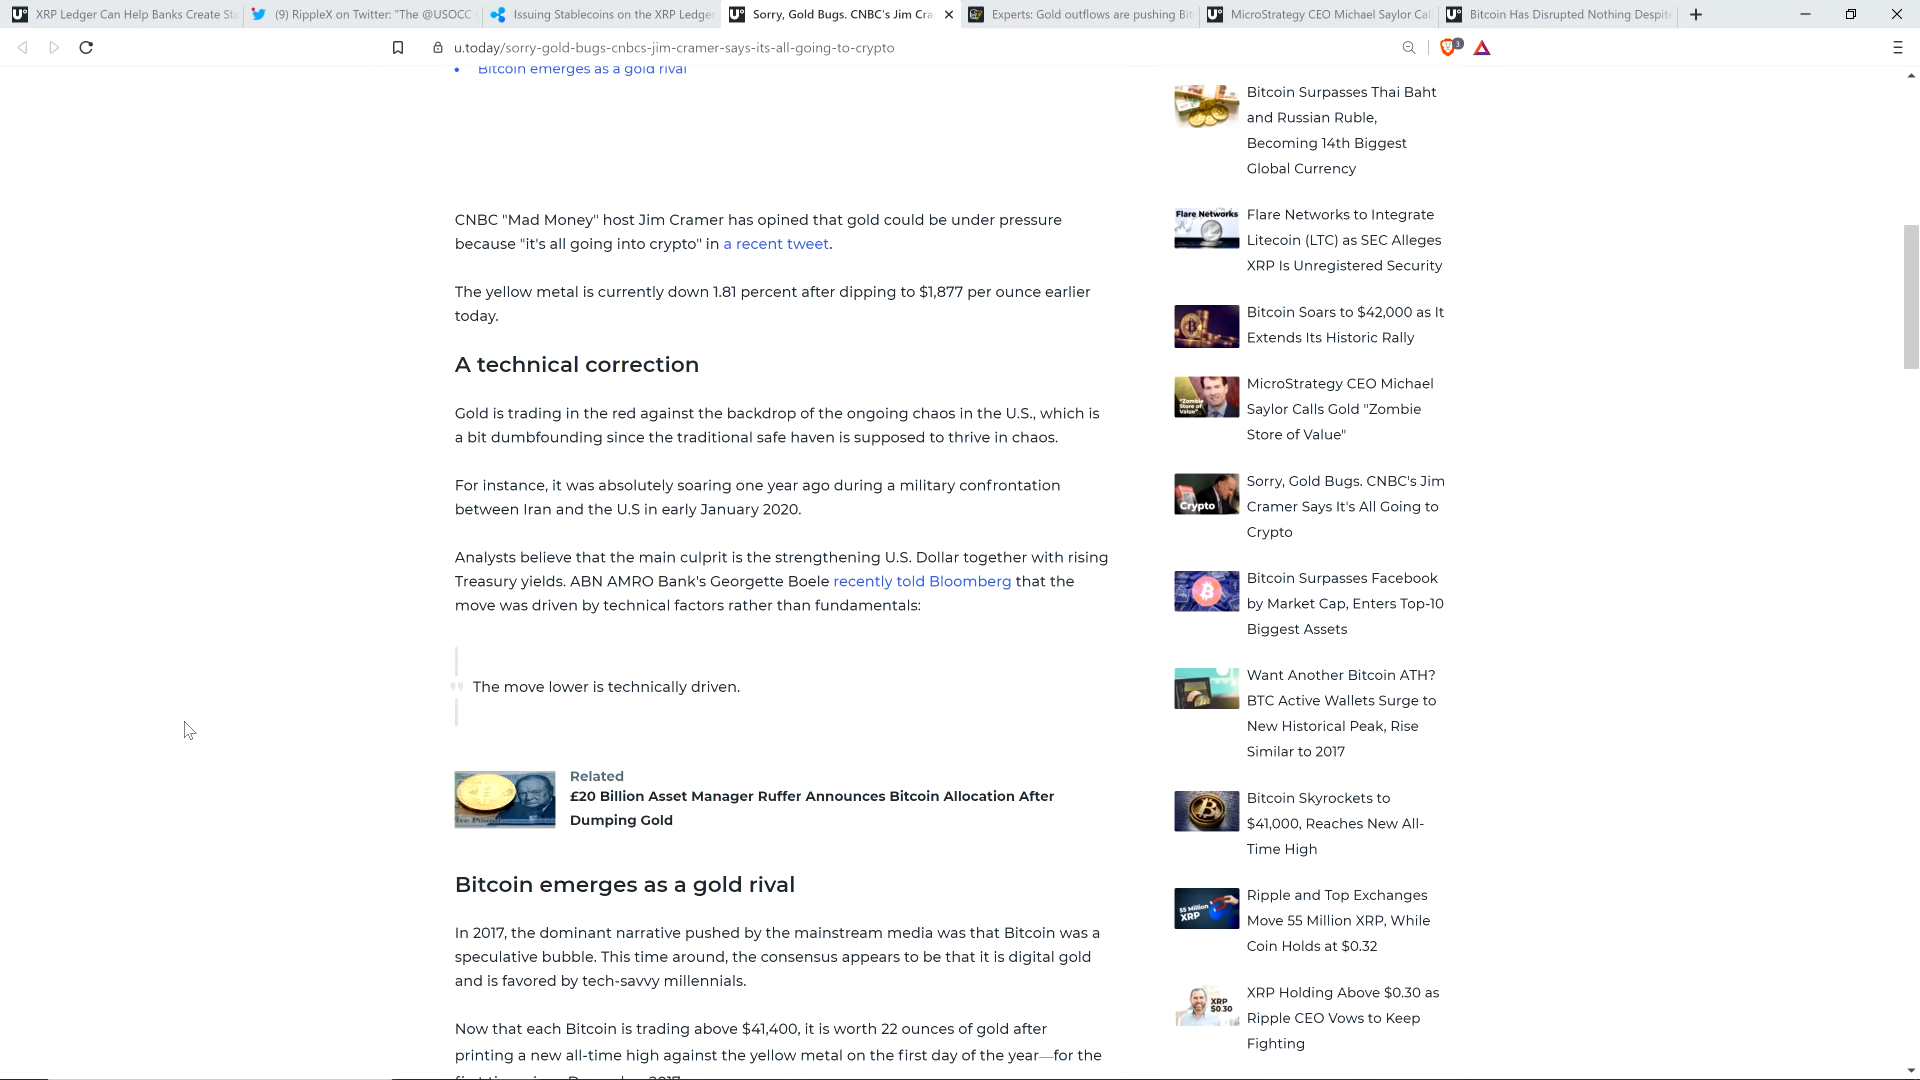 XRP Ledger Can Help Banks Create Sta
(9) RippleX on Twitter: "The @USOCC
Issuing Stablecoins on the XRP Ledger
Sorry, Gold Bugs. CNBC's Jim Cra
Experts: Gold outflows are pushing Bit
MicroStrategy CEO Michael Saylor Cal
Bitcoin Has Disrupted Nothing Despite
u.today/sorry-gold-bugs-cnbcs-jim-cramer-says-its-all-going-to-crypto
3
Bitcoin emerges as a gold rival
CNBC "Mad Money" host Jim Cramer has opined that gold could be under pressure
because "it's all going into crypto" in a recent tweet.
The yellow metal is currently down 1.81 percent after dipping to $1,877 per ounce earlier
today.
A technical correction
Gold is trading in the red against the backdrop of the ongoing chaos in the U.S., which is
a bit dumbfounding since the traditional safe haven is supposed to thrive in chaos.
For instance, it was absolutely soaring one year ago during a military confrontation
between Iran and the U.S in early January 2020.
Analysts believe that the main culprit is the strengthening U.S. Dollar together with rising
Treasury yields. ABN AMRO Bank's Georgette Boele recently told Bloomberg that the
move was driven by technical factors rather than fundamentals:
The move lower is technically driven.
Related
£20 Billion Asset Manager Ruffer Announces Bitcoin Allocation After
Dumping Gold
Bitcoin emerges as a gold rival
In 2017, the dominant narrative pushed by the mainstream media was that Bitcoin was a
speculative bubble. This time around, the consensus appears to be that it is digital gold
and is favored by tech-savvy millennials.
Now that each Bitcoin is trading above $41,400, it is worth 22 ounces of gold after
printing a new all-time high against the yellow metal on the first day of the year—for the
Bitcoin Surpasses Thai Baht
and Russian Ruble,
Becoming 14th Biggest
Global Currency
Flare Networks
Flare Networks to Integrate
Litecoin (LTC) as SEC Alleges
XRP Is Unregistered Security
Bitcoin Soars to $42,000 as It
Extends Its Historic Rally
"Zombie
Store of
Value"
MicroStrategy CEO Michael
Saylor Calls Gold "Zombie
Store of Value"
Crypto
Sorry, Gold Bugs. CNBC's Jim
Cramer Says It's All Going to
Crypto
Bitcoin Surpasses Facebook
by Market Cap, Enters Top-10
Biggest Assets
Want Another Bitcoin ATH?
BTC Active Wallets Surge to
New Historical Peak, Rise
Similar to 2017
Bitcoin Skyrockets to
$41,000, Reaches New All-
Time High
55 Million
XRP
Ripple and Top Exchanges
Move 55 Million XRP, While
Coin Holds at $0.32
XRP
$0.30
XRP Holding Above $0.30 as
Ripple CEO Vows to Keep
Fighting